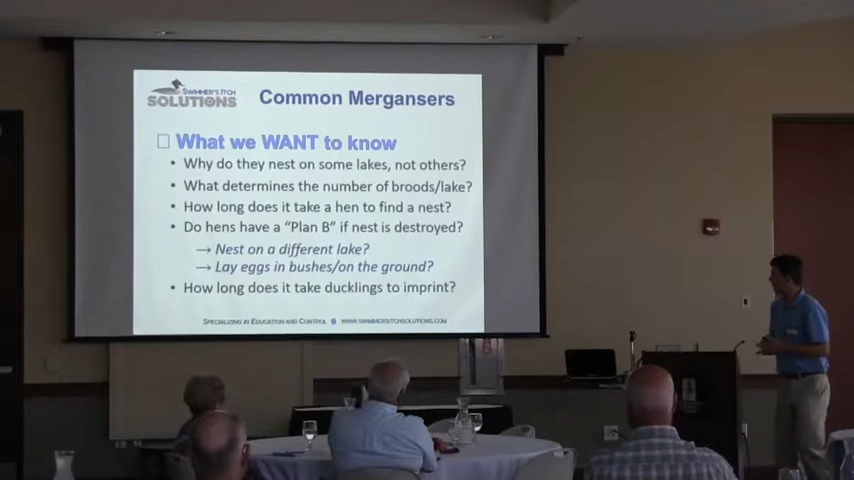 SWIMMER'S ITCH
SOLUTIONS
Common Mergansers
What we WANT to know
• Why do they nest on some lakes, not others?
• What determines the number of broods/lake?
• How long does it take a hen to find a nest?
• Do hens have a “Plan B” if nest is destroyed?
→ Nest on a different lake?
→ Lay eggs in bushes/on the ground?
• How long does it take ducklings to imprint?
SPECIALIZING IN EDUCATION AND CONTROL ● WWW.SWIMMERSITCHSOLUTIONS.COM